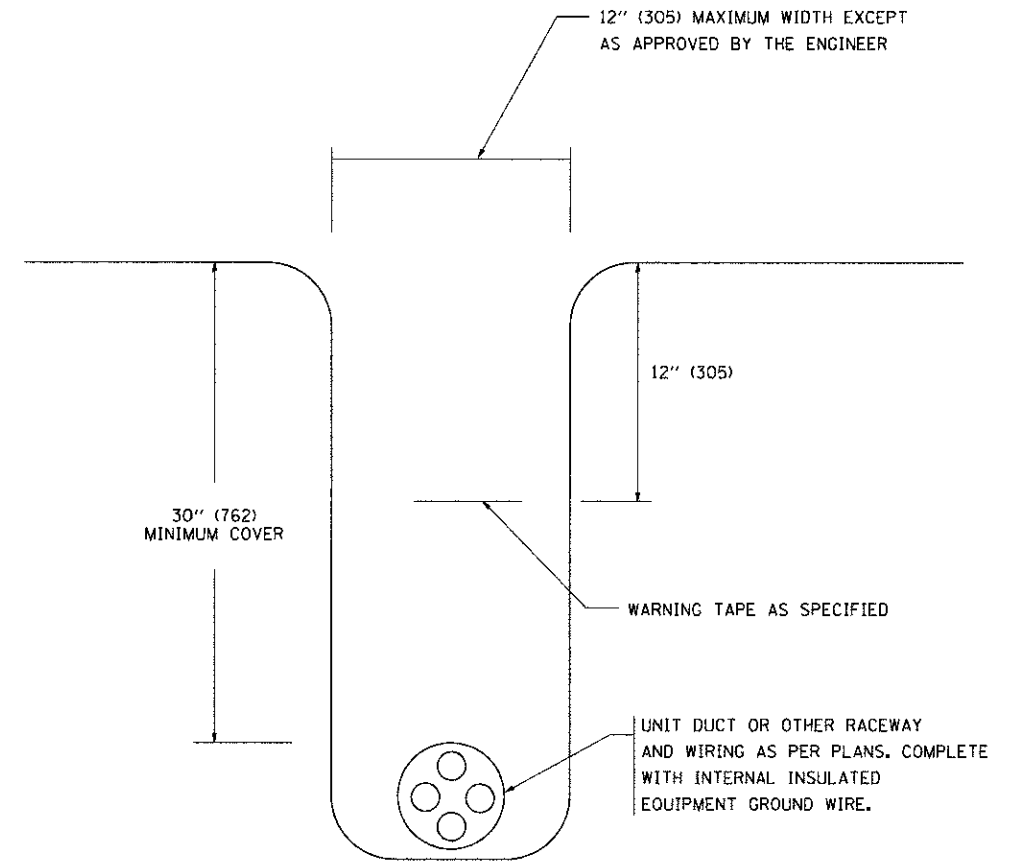 12" (305) MAXIMUM WIDTH EXCEPT
AS APPROVED BY THE ENGINEER
12" (305)
30" (762)
MINIMUM COVER
WARNING TAPE AS SPECIFIED
UNIT DUCT OR OTHER RACEWAY
AND WIRING AS PER PLANS. COMPLETE
WITH INTERNAL INSULATED
EQUIPMENT GROUND WIRE.